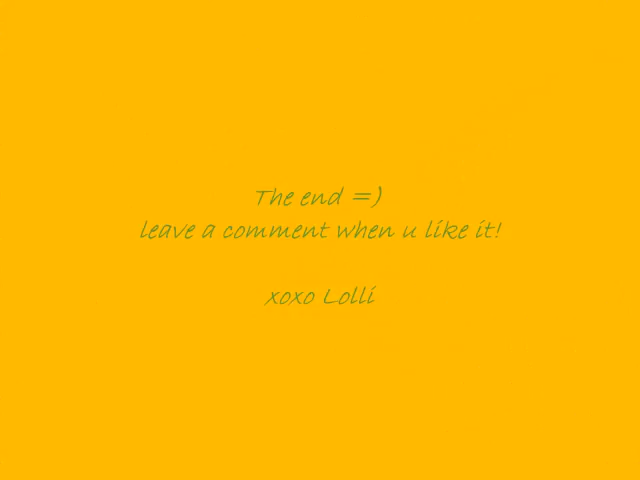 The end =)
leave a comment when u like it!
xoxo Lolli